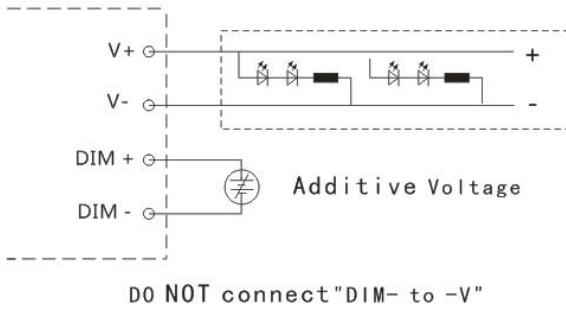 V+
+
V-
-
DIM +
Additive Voltage
DIM -
DO NOT connect"DIM- to -V"